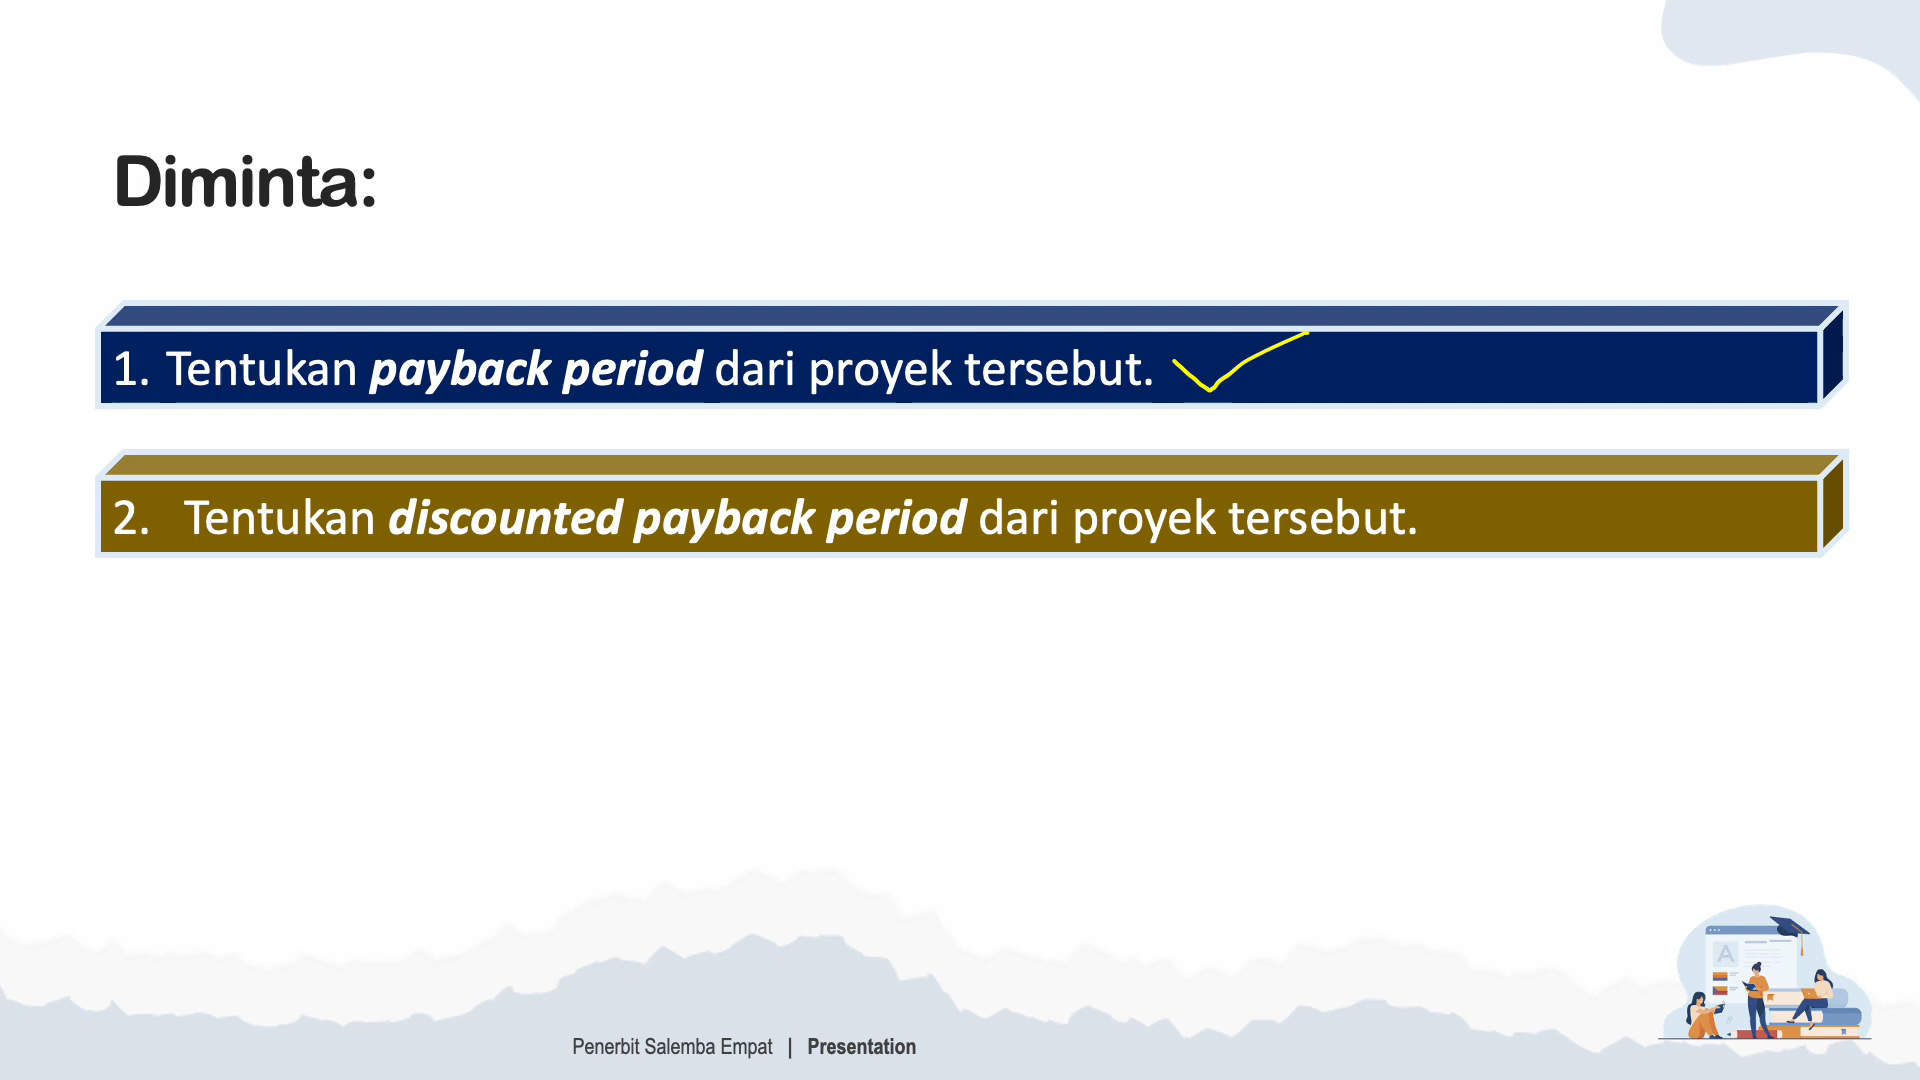 Diminta:
1. Tentukan payback period dari proyek tersebut.
2. Tentukan discounted payback period dari proyek tersebut.
A
Penerbit Salemba Empat | Presentation